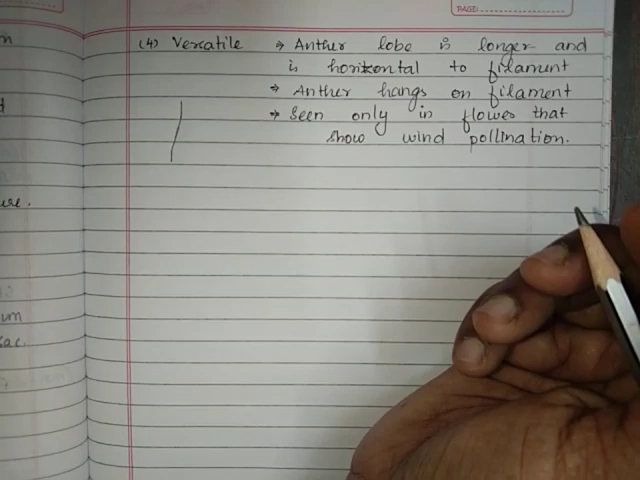 PAGE:
(4) Versatile → Anther lobe is longer and
is horizontal to filament
→ Anther hangs on filament
→ Seen only in flowes that
show wind pollination.